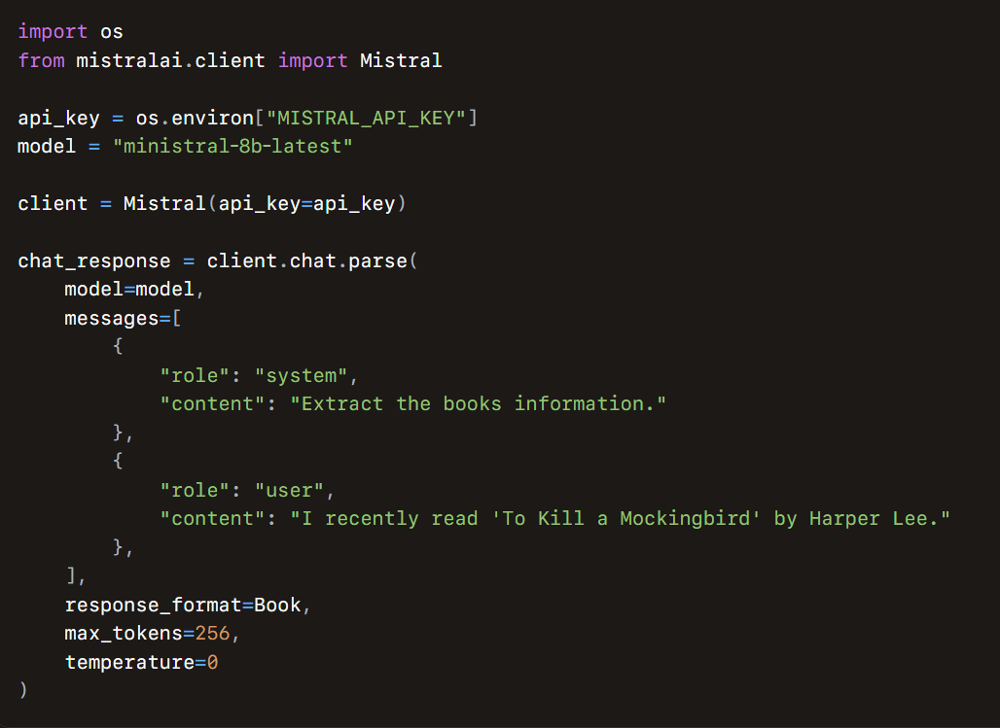 import os
from mistralai.client import Mistral

api_key = os.environ["MISTRAL_API_KEY"]
model = "ministral-8b-latest"

client = Mistral(api_key=api_key)

chat_response = client.chat.parse(
    model=model,
    messages=[
        {
            "role": "system",
            "content": "Extract the books information."
        },
        {
            "role": "user",
            "content": "I recently read 'To Kill a Mockingbird' by Harper Lee."
        },
    ],
    response_format=Book,
    max_tokens=256,
    temperature=0
)